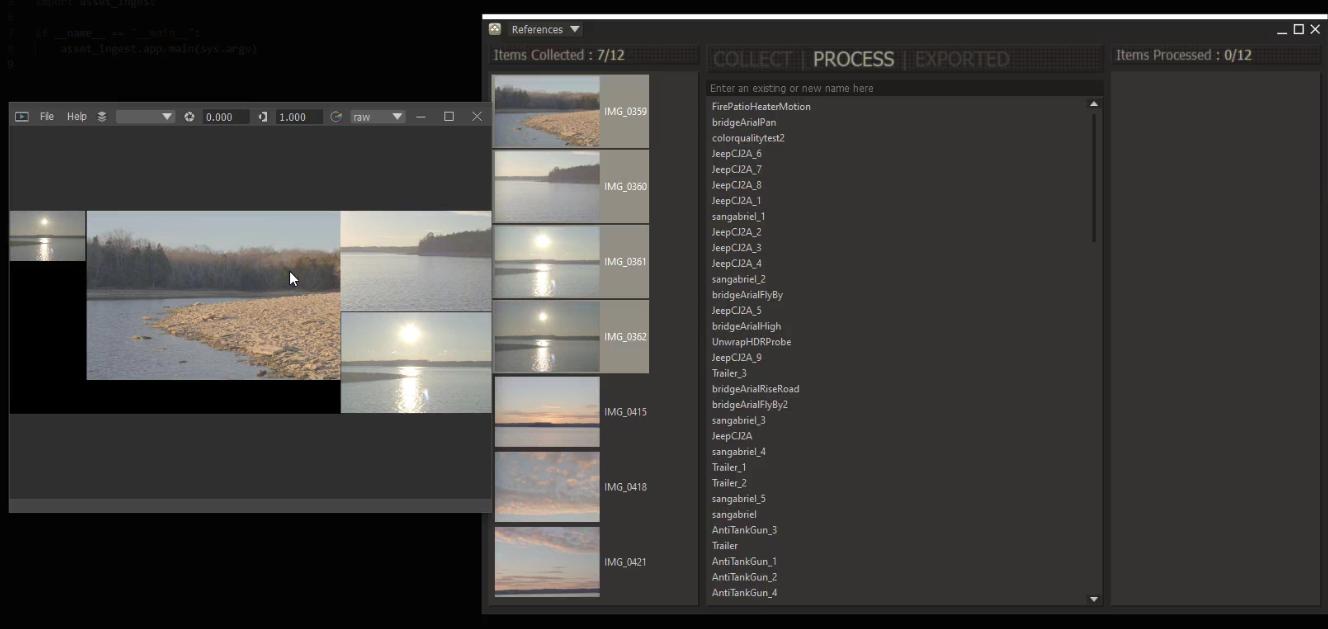 import asset_ingest
if __name__ == "__main__":
asset_ingest.app.main(sys.argv)
References
Items Collected : 7/12
COLLECT | PROCESS | EXPORTED
Items Processed : 0/12
File Help 0.000 1.000 raw
Enter an existing or new name here
IMG_0359
IMG_0360
IMG_0361
IMG_0362
IMG_0415
IMG_0418
IMG_0421
FirePatioHeaterMotion
bridgeArialPan
colorqualitytest2
JeepCJ2A_6
JeepCJ2A_7
JeepCJ2A_8
JeepCJ2A_1
sangabriel_1
JeepCJ2A_2
JeepCJ2A_3
JeepCJ2A_4
sangabriel_2
bridgeArialFlyBy
JeepCJ2A_5
bridgeArialHigh
UnwrapHDRProbe
JeepCJ2A_9
Trailer_3
bridgeArialRiseRoad
bridgeArialFlyBy2
sangabriel_3
JeepCJ2A
sangabriel_4
Trailer_1
Trailer_2
sangabriel_5
sangabriel
AntiTankGun_3
Trailer
AntiTankGun_1
AntiTankGun_2
AntiTankGun_4